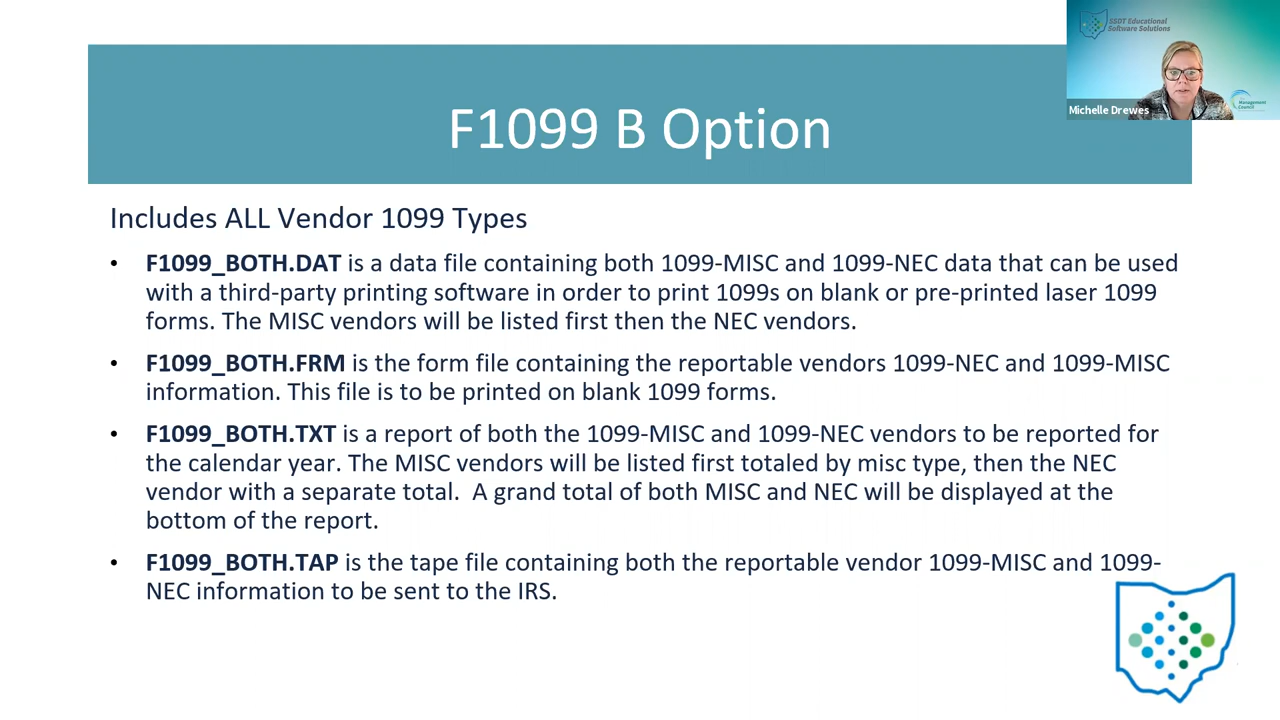 SSDT Educational
Software Solutions
Management
Council
Michelle Drewes
F1099 B Option
Includes ALL Vendor 1099 Types
• F1099_BOTH.DAT is a data file containing both 1099-MISC and 1099-NEC data that can be used
with a third-party printing software in order to print 1099s on blank or pre-printed laser 1099
forms. The MISC vendors will be listed first then the NEC vendors.
• F1099_BOTH.FRM is the form file containing the reportable vendors 1099-NEC and 1099-MISC
information. This file is to be printed on blank 1099 forms.
• F1099_BOTH.TXT is a report of both the 1099-MISC and 1099-NEC vendors to be reported for
the calendar year. The MISC vendors will be listed first totaled by misc type, then the NEC
vendor with a separate total. A grand total of both MISC and NEC will be displayed at the
bottom of the report.
• F1099_BOTH.TAP is the tape file containing both the reportable vendor 1099-MISC and 1099-
NEC information to be sent to the IRS.